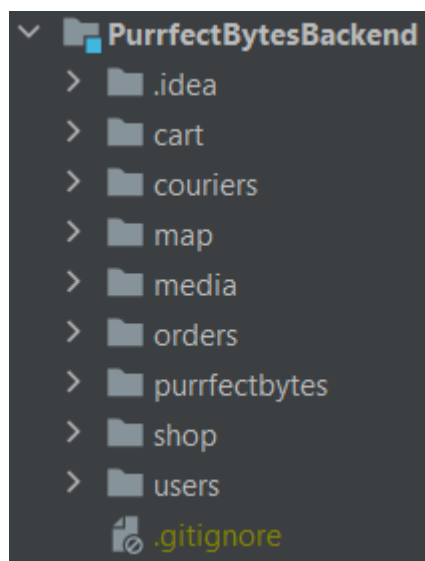 PurrfectBytesBackend
.idea
cart
couriers
map
media
orders
purrfectbytes
shop
users
.gitignore